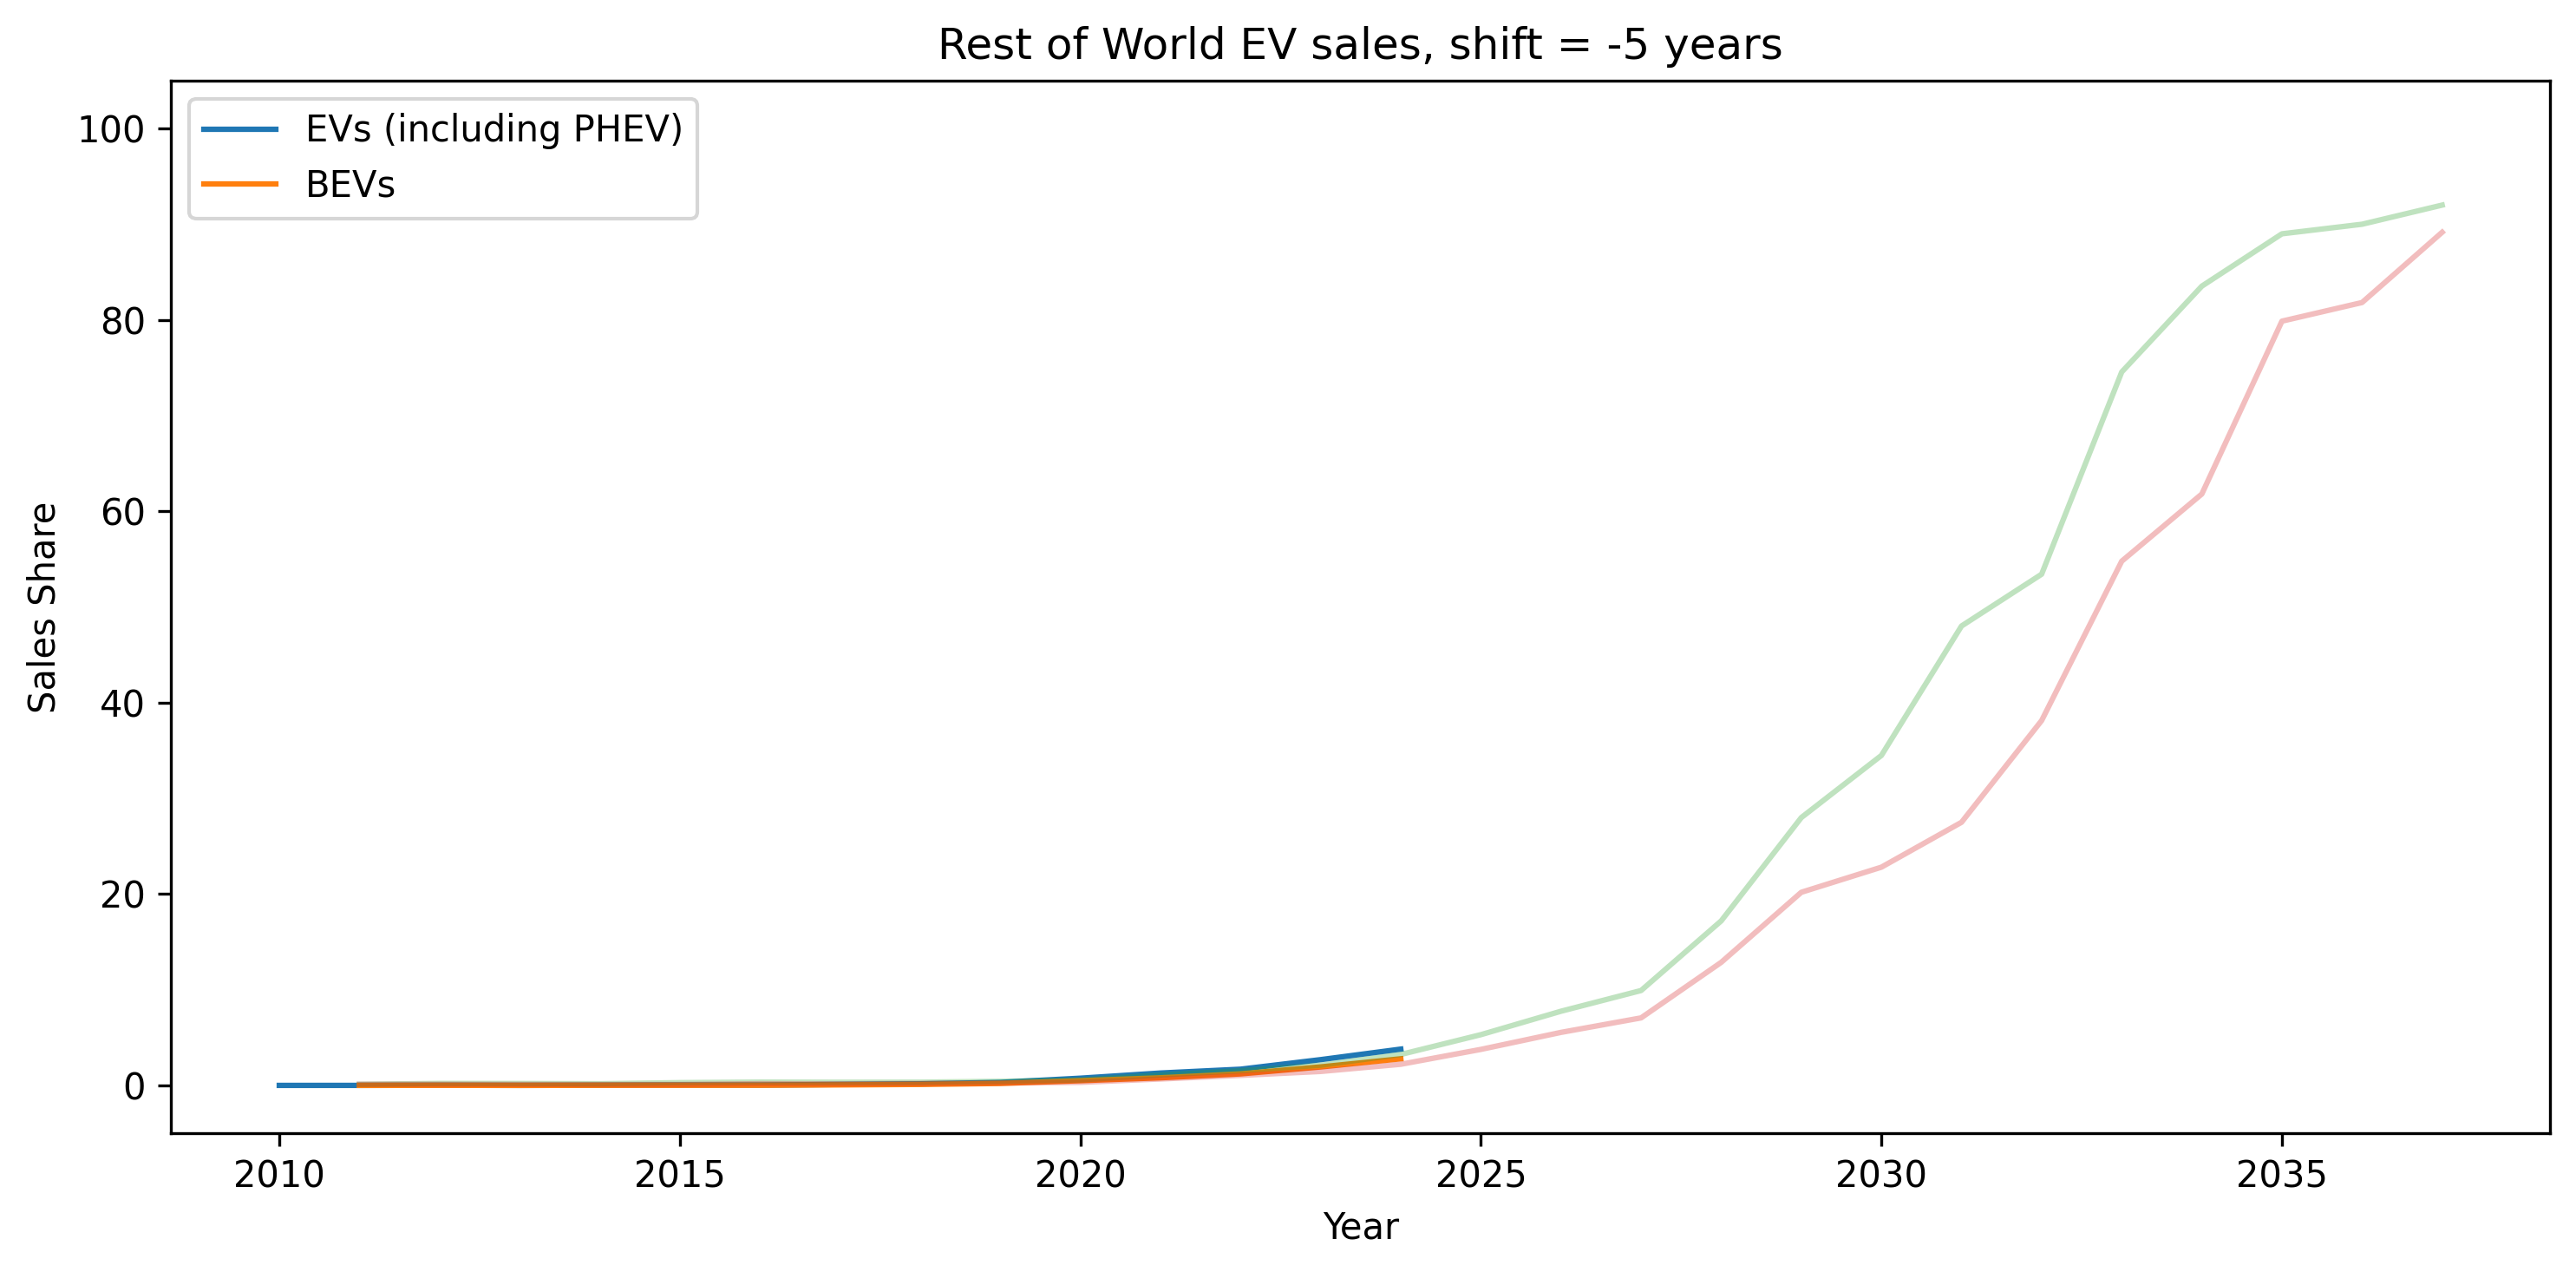 Rest of World EV sales, shift = -5 years
EVs (including PHEV)
BEVs
100
80
60
40
20
0
Sales Share
2010
2015
2020
2025
2030
2035
Year